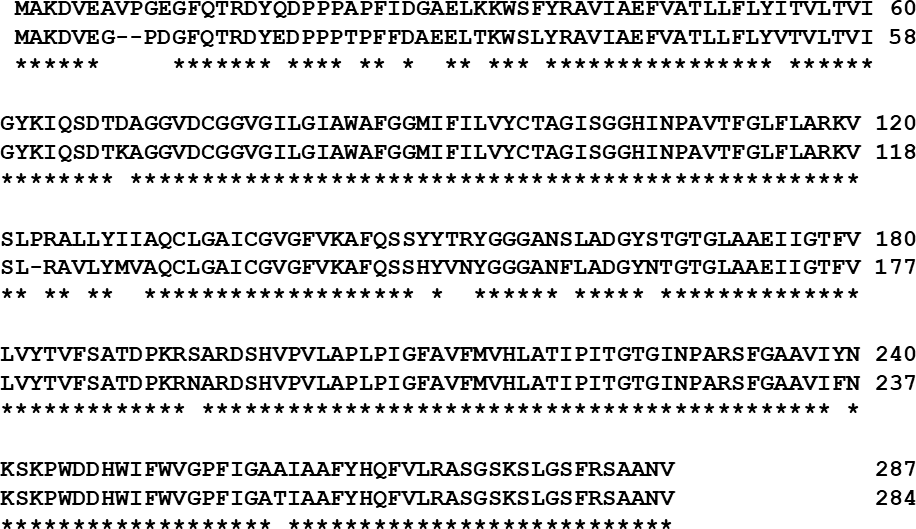 MAKDVEAVPGEGFQTRDYQDPPPAPFIDGAELKKWSFYRAVIAEFVATLLFLYITVLTVI 60
MAKDVEG--PDGFQTRDYEDPPPTPFFDAEELTKWSLYRAVIAEFVATLLFLYVTVLTVI 58
******     ******* **** ** *  ** *** **************** ******
GYKIQSDTDAGGVDCGGVGILGIAWAFGGMIFILVYCTAGISGGHINPAVTFGLFLARKV 120
GYKIQSDTKAGGVDCGGVGILGIAWAFGGMIFILVYCTAGISGGHINPAVTFGLFLARKV 118
******** ***************************************************
SLPRALLYIIAQCLGAICGVGFVKAFQSSYYTRYGGGANSLADGYSTGTGLAAEIIGTFV 180
SL-RAVLYMVAQCLGAICGVGFVKAFQSSHYVNYGGGANFLADGYNTGTGLAAEIIGTFV 177
** ** **  ******************* *  ****** ***** **************
LVYTVFSATDPKRSARDSHVPVLAPLPIGFAVFMVHLATIPITGTGINPARSFGAAVIYN 240
LVYTVFSATDPKRNARDSHVPVLAPLPIGFAVFMVHLATIPITGTGINPARSFGAAVIFN 237
************* ******************************************** *
KSKPWDDHWIFWVGPFIGAAIAAFYHQFVLRASGSKSLGSFRSAANV 287
KSKPWDDHWIFWVGPFIGATIAAFYHQFVLRASGSKSLGSFRSAANV 284
******************* ***************************